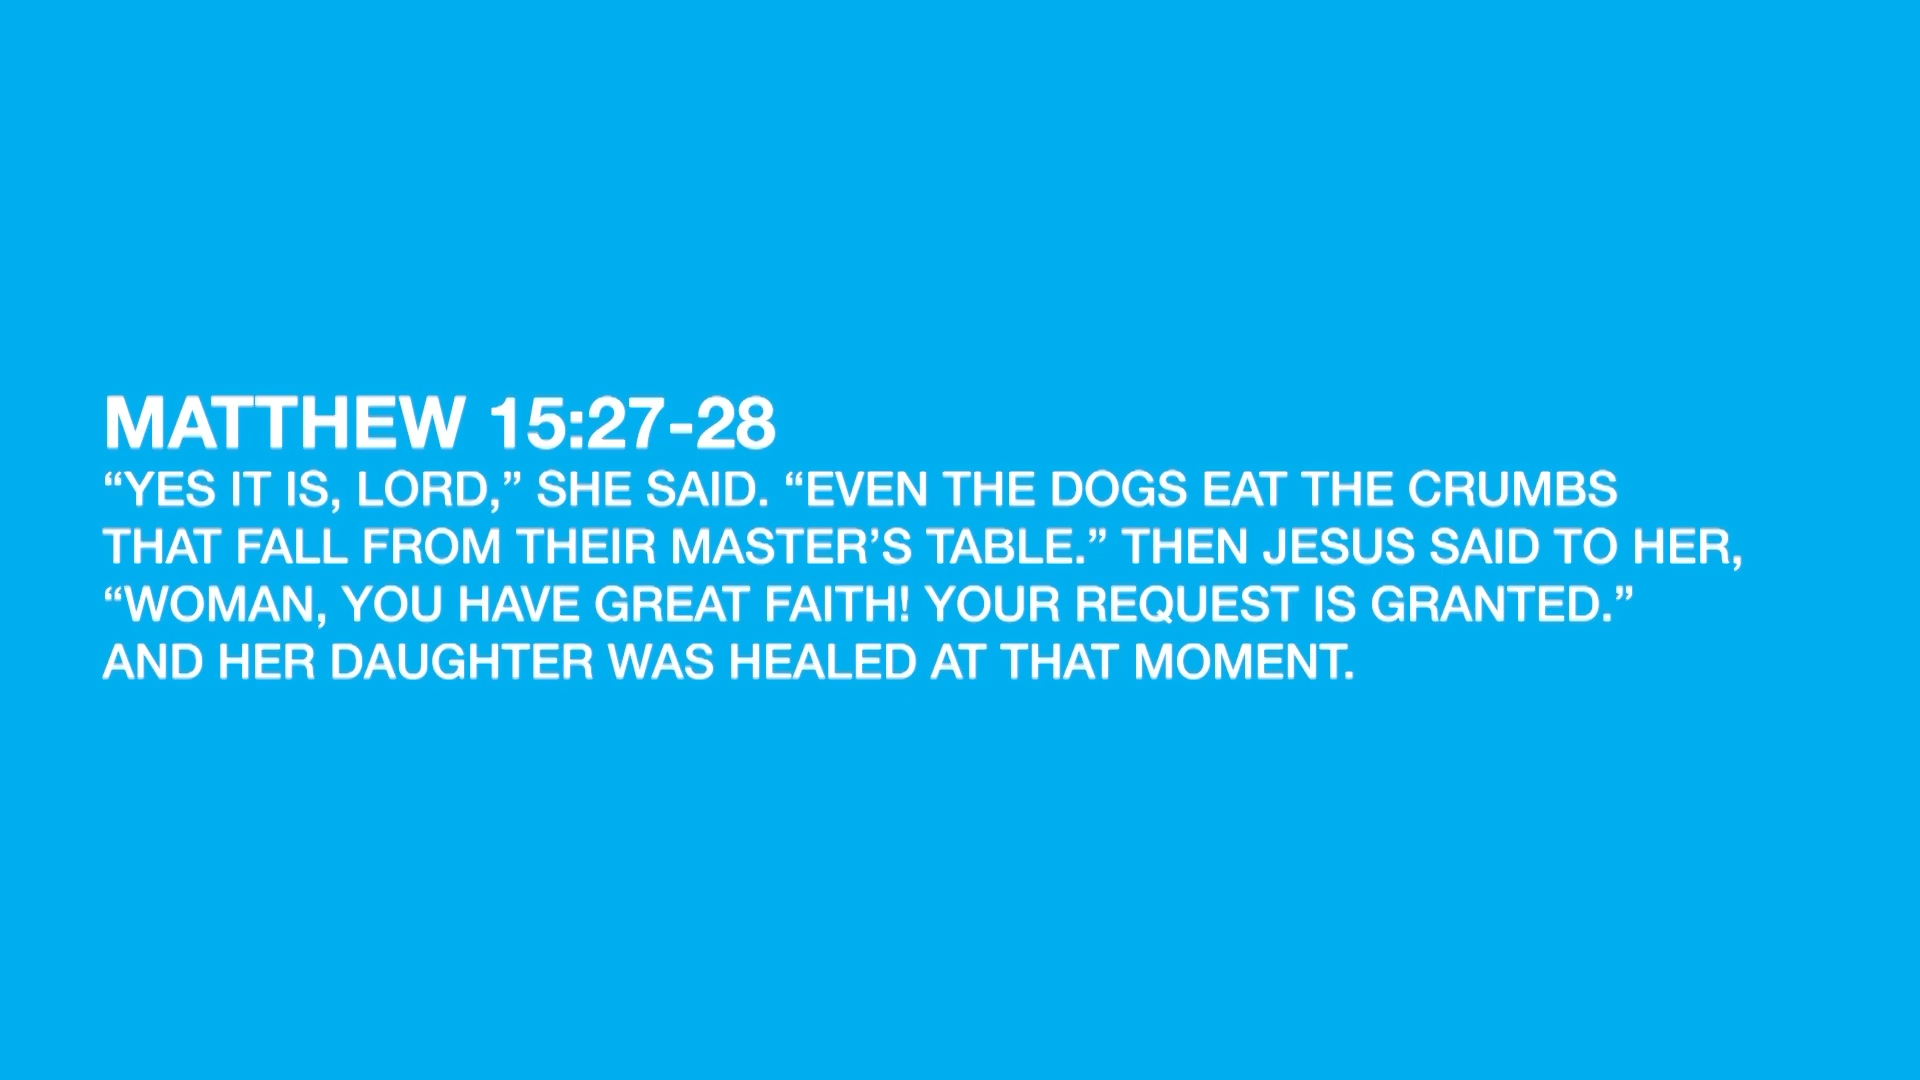 MATTHEW 15:27-28
“YES IT IS, LORD,” SHE SAID. “EVEN THE DOGS EAT THE CRUMBS
THAT FALL FROM THEIR MASTER’S TABLE.” THEN JESUS SAID TO HER,
“WOMAN, YOU HAVE GREAT FAITH! YOUR REQUEST IS GRANTED.”
AND HER DAUGHTER WAS HEALED AT THAT MOMENT.